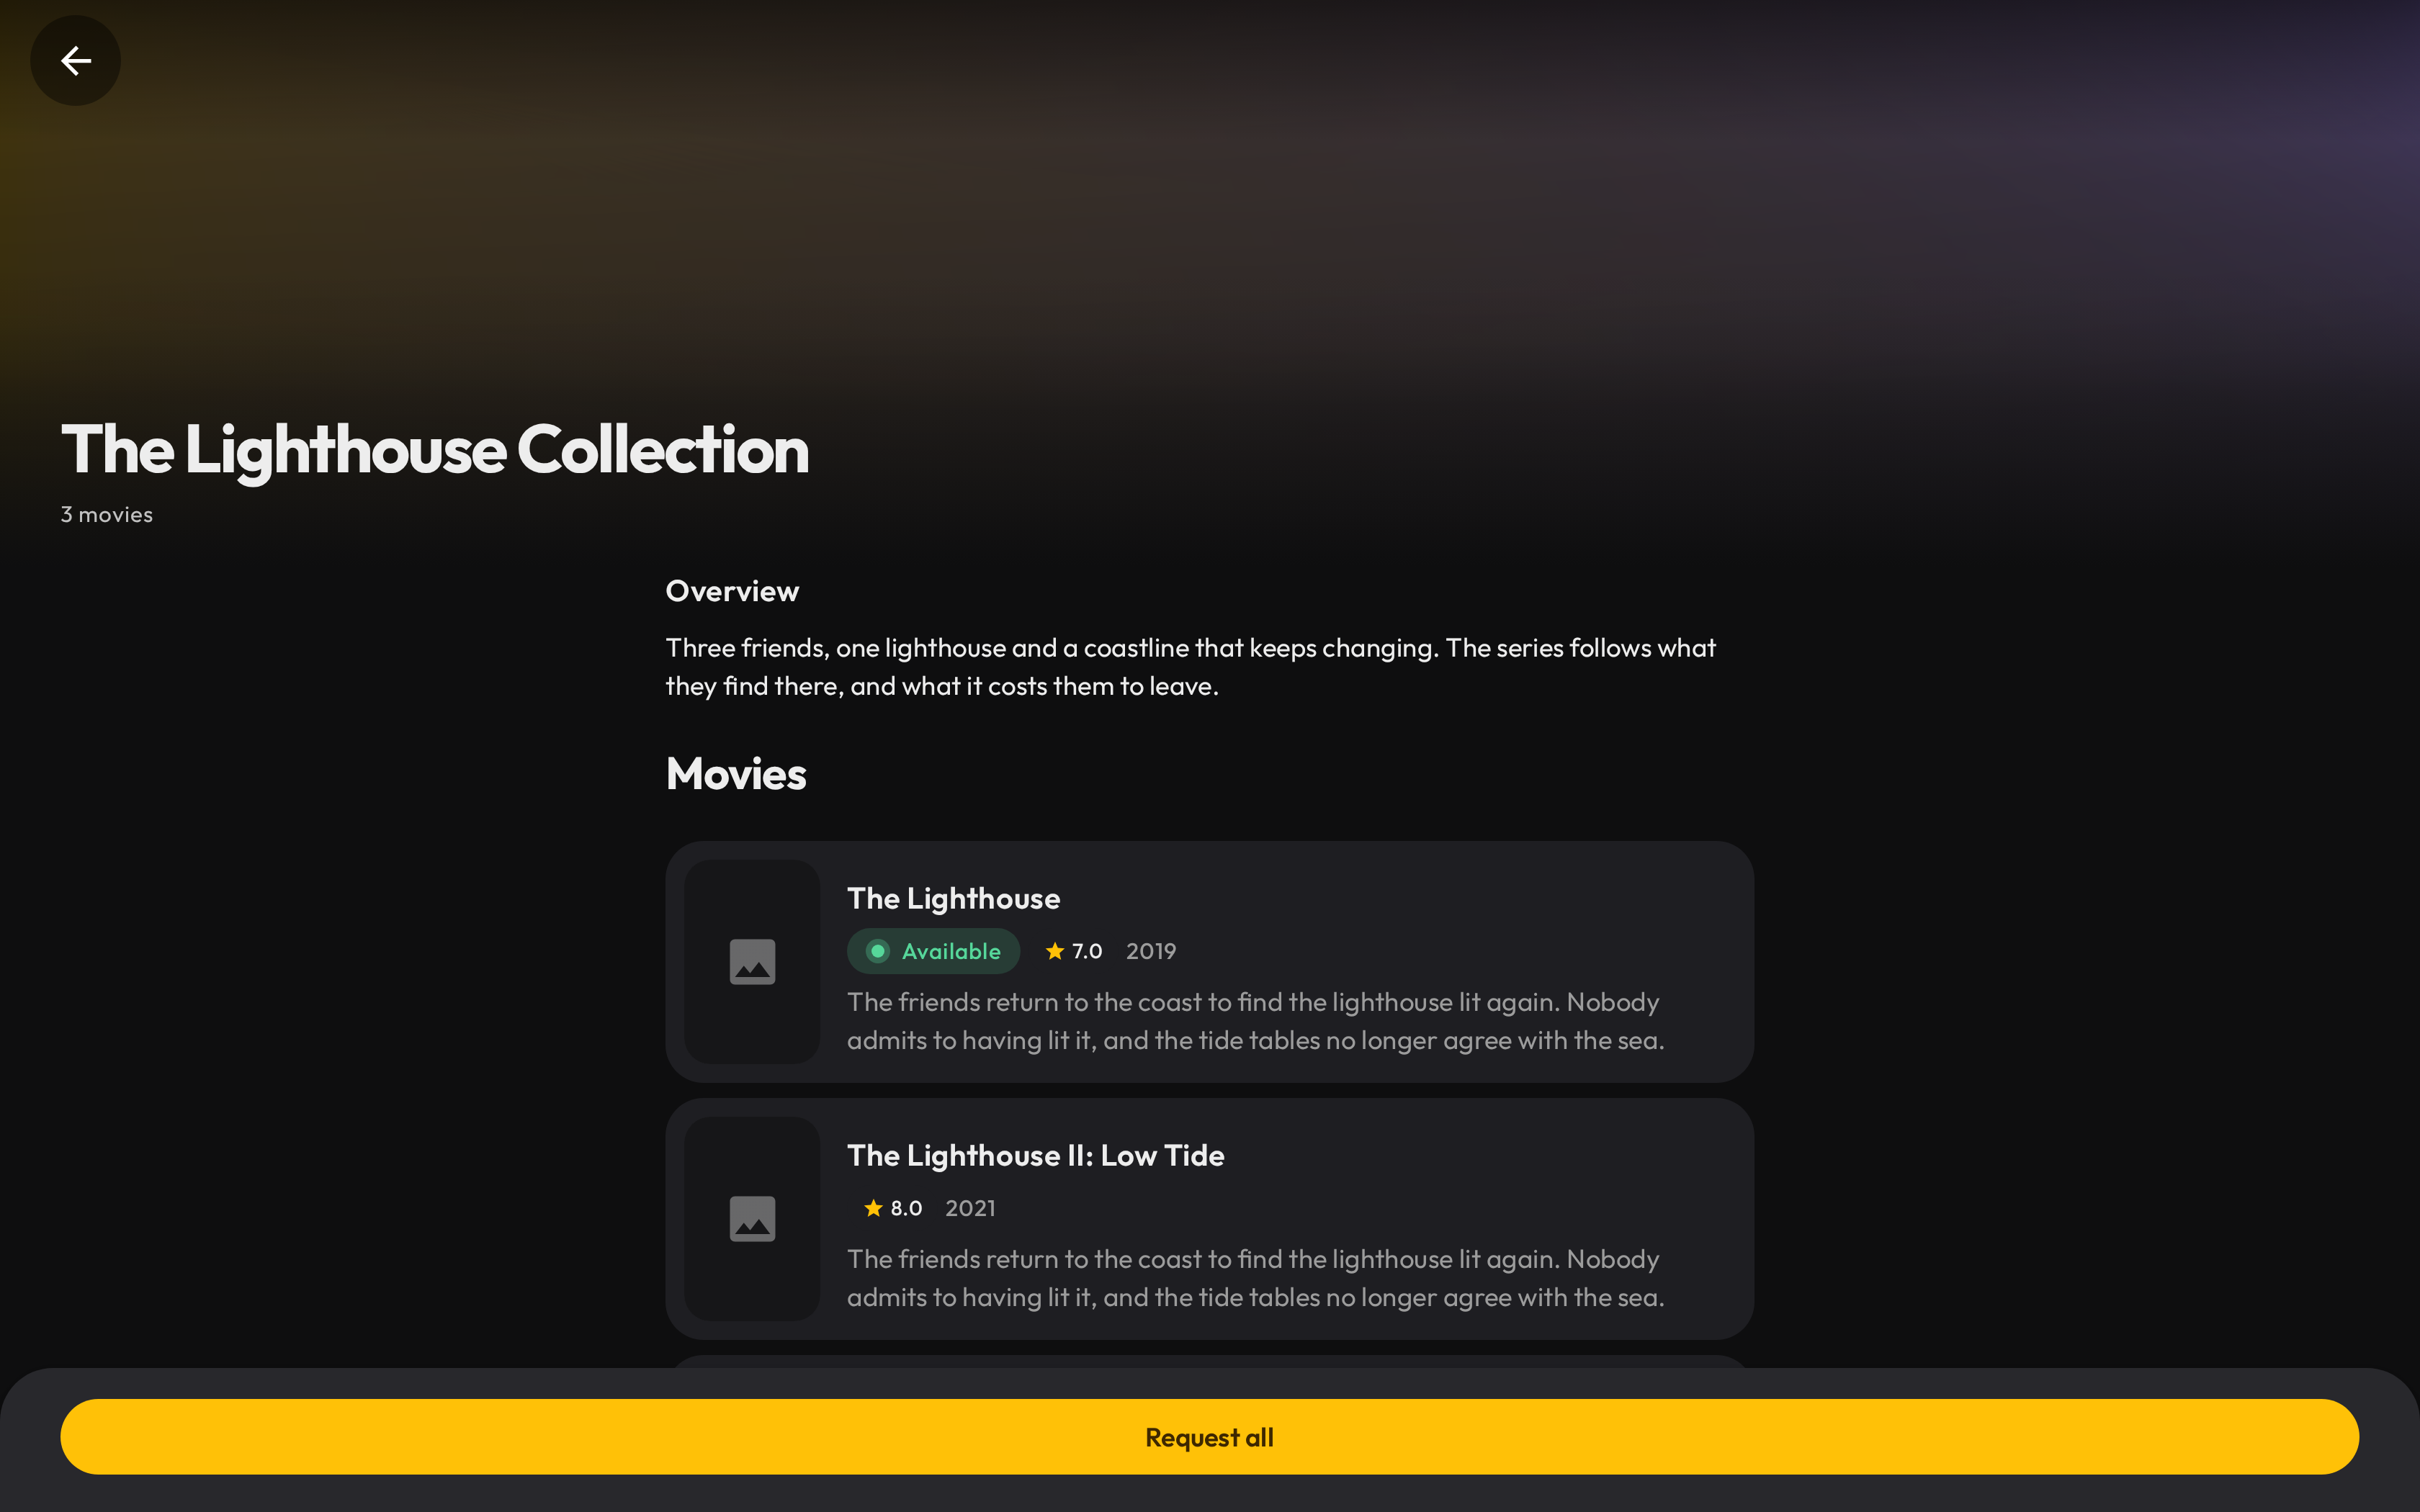 The Lighthouse Collection
3 movies
Overview
Three friends, one lighthouse and a coastline that keeps changing. The series follows what
they find there, and what it costs them to leave.
Movies
The Lighthouse
Available 7.0 2019
The friends return to the coast to find the lighthouse lit again. Nobody
admits to having lit it, and the tide tables no longer agree with the sea.
The Lighthouse II: Low Tide
8.0 2021
The friends return to the coast to find the lighthouse lit again. Nobody
admits to having lit it, and the tide tables no longer agree with the sea.
Request all